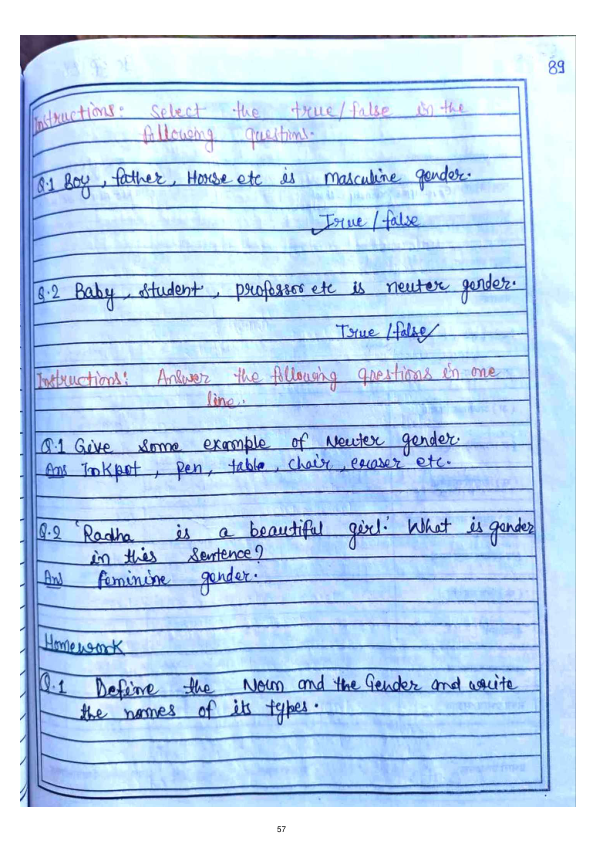 89
Instructions: Select the true/false in the
following questions.
Q.1 Boy, father, Horse etc is masculine gender.
True / false
Q.2 Baby, student, professor etc is neuter gender.
True / false
Instructions: Answer the following questions in one
line.
Q.1 Give some example of Neuter gender.
Ans Inkpot, pen, table, chair, eraser etc.
Q.2 'Radha is a beautiful girl.' What is gender
in this sentence?
Ans feminine gender.
Homework
Q.1 Define the Noun and the Gender and write
the names of its types.
57